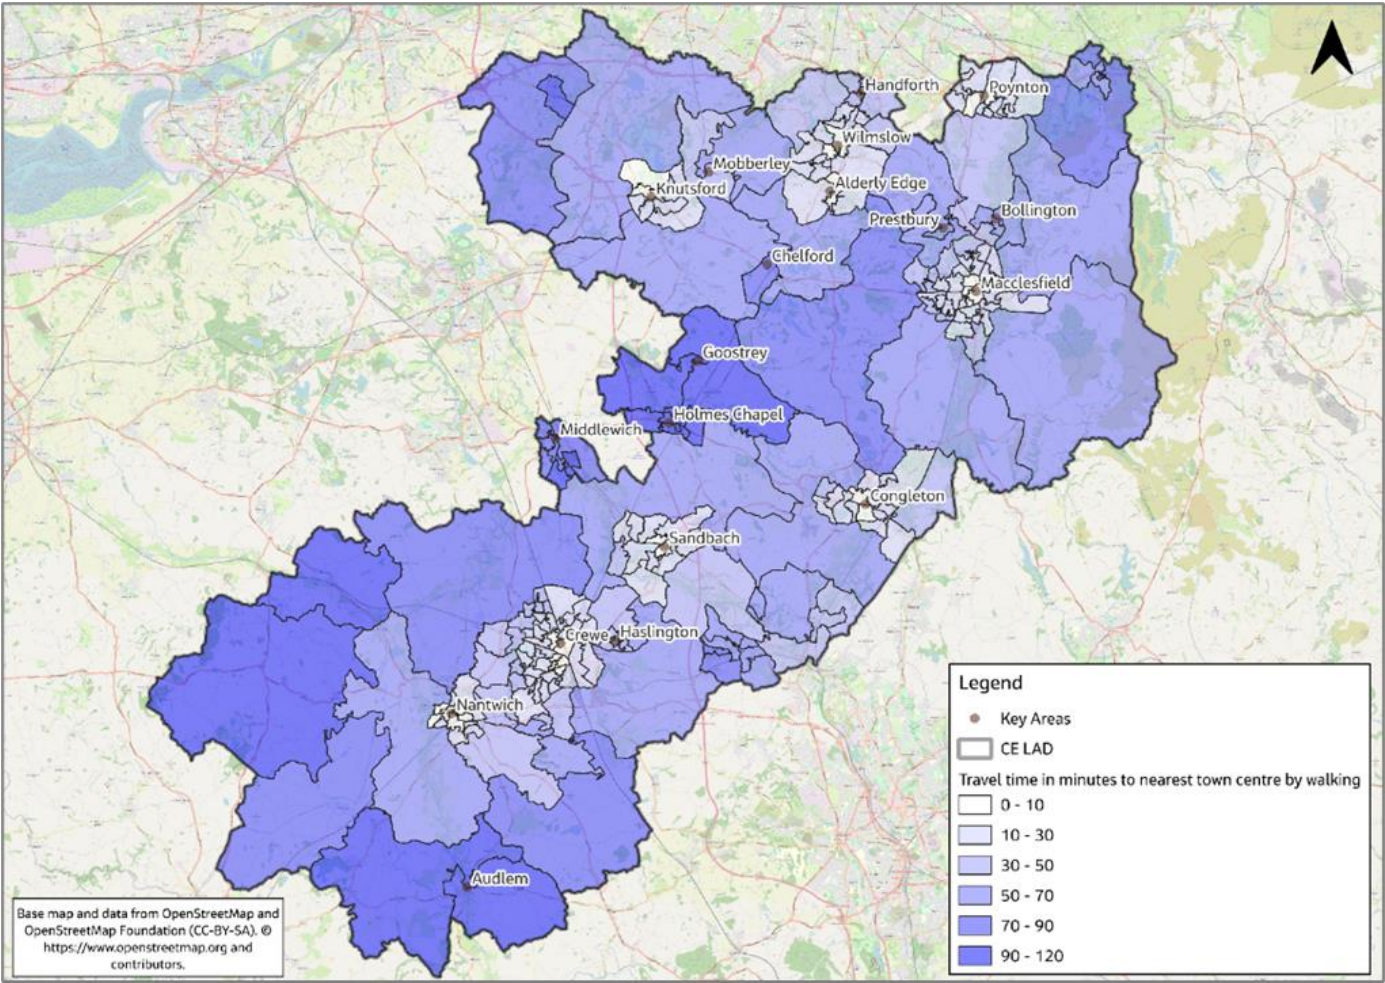 Handforth
Poynton
Wilmslow
Mobberley
Knutsford
Alderly Edge
Prestbury
Bollington
Chelford
Macclesfield
Goostrey
Holmes Chapel
Middlewich
Congleton
Sandbach
Crewe
Haslington
Nantwich
Audlem
Legend
Key Areas
CE LAD
Travel time in minutes to nearest town centre by walking
0 - 10
10 - 30
30 - 50
50 - 70
70 - 90
90 - 120
Base map and data from OpenStreetMap and
OpenStreetMap Foundation (CC-BY-SA). ©
https://www.openstreetmap.org and
contributors.